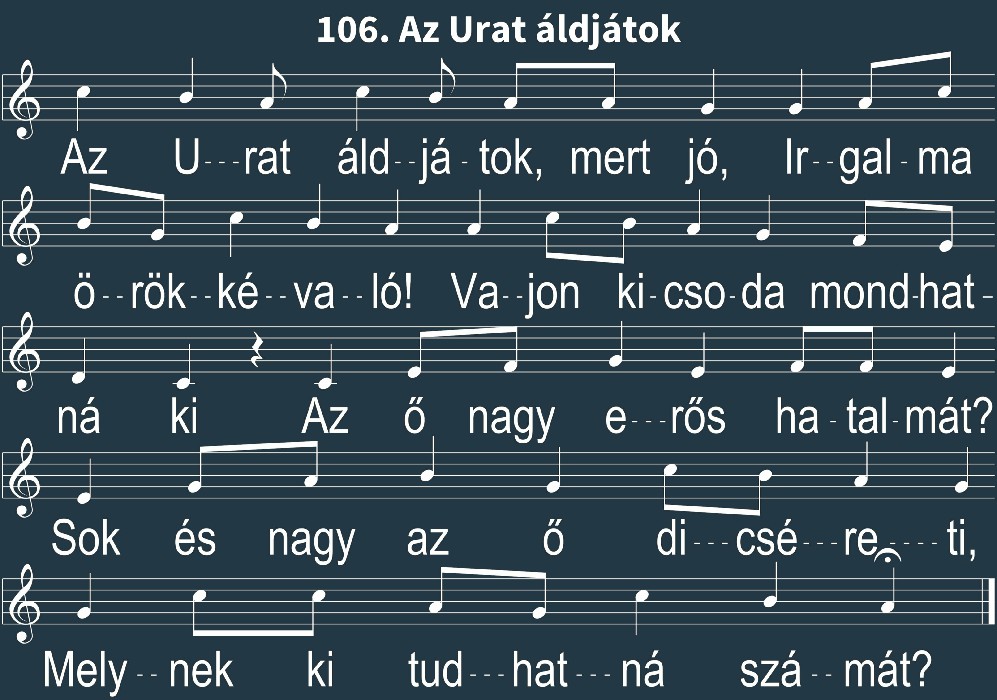 106. Az Urat áldjátok
Az U---rat áld--já-tok, mert jó, Ir--gal-ma
ö--rök--ké--va--ló! Va--jon ki-cso-da mond-hat-
ná ki Az ő nagy e---rős ha-tal-mát?
Sok és nagy az ő di---csé---re----ti,
Mely--nek ki tud---hat---ná szá--mát?